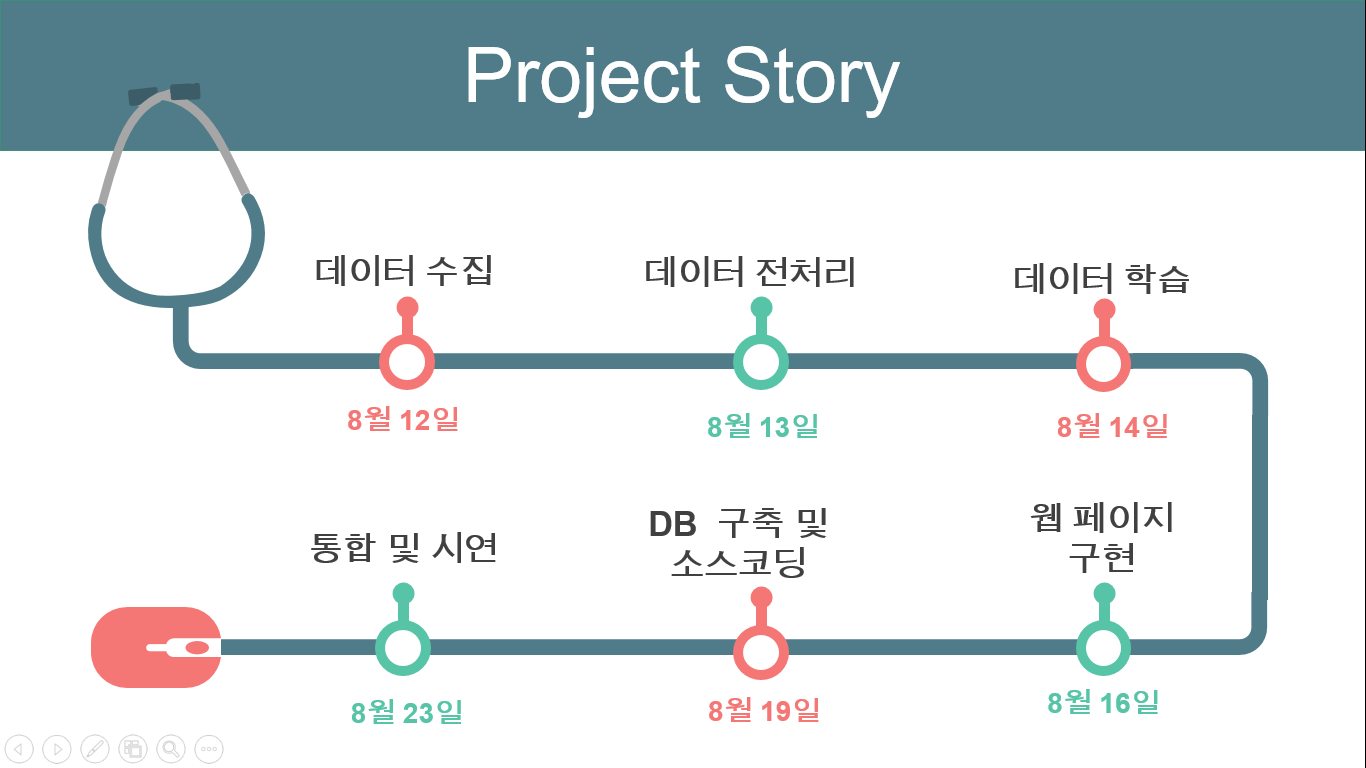 Project Story
데이터 수집
데이터 전처리
데이터 학습
8월 12일
8월 13일
8월 14일
웹 페이지
구현
8월 16일
DB 구축 및
소스코딩
8월 19일
통합 및 시연
8월 23일